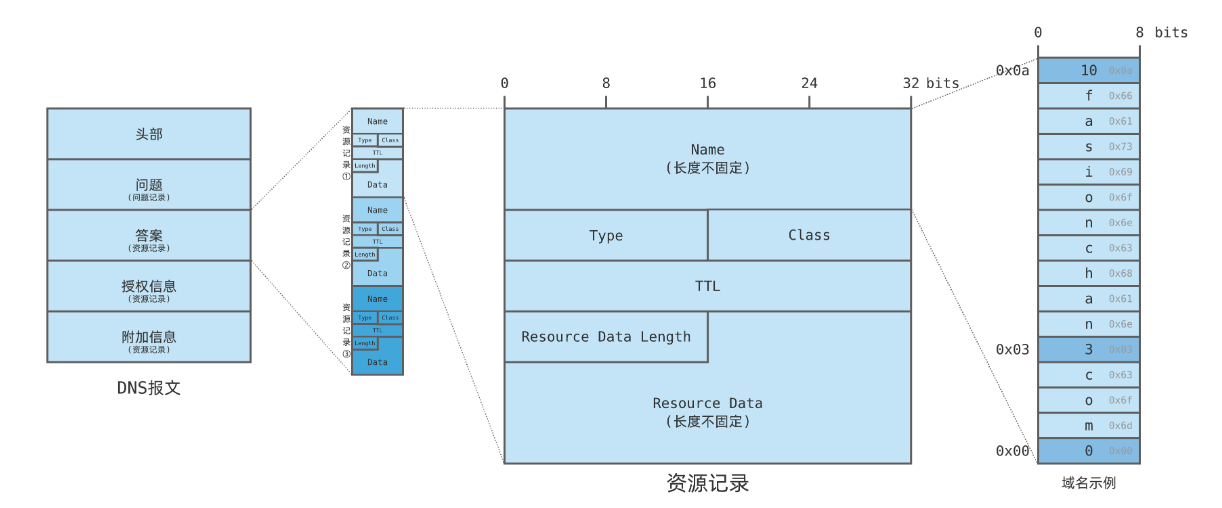 头部
问题
(问题记录)
答案
(资源记录)
授权信息
(资源记录)
附加信息
(资源记录)
DNS报文
资源记录①
Name
Type Class
TTL
Length
Data
资源记录②
Name
Type Class
TTL
Length
Data
资源记录③
Name
Type Class
TTL
Length
Data
0 8 16 24 32 bits
Name
(长度不固定)
Type Class
TTL
Resource Data Length
Resource Data
(长度不固定)
资源记录
0 8 bits
0x0a 10 0x0a
f 0x66
a 0x61
s 0x73
i 0x69
o 0x6f
n 0x6e
c 0x63
h 0x68
a 0x61
n 0x6e
0x03 3 0x03
c 0x63
o 0x6f
m 0x6d
0x00 0 0x00
域名示例